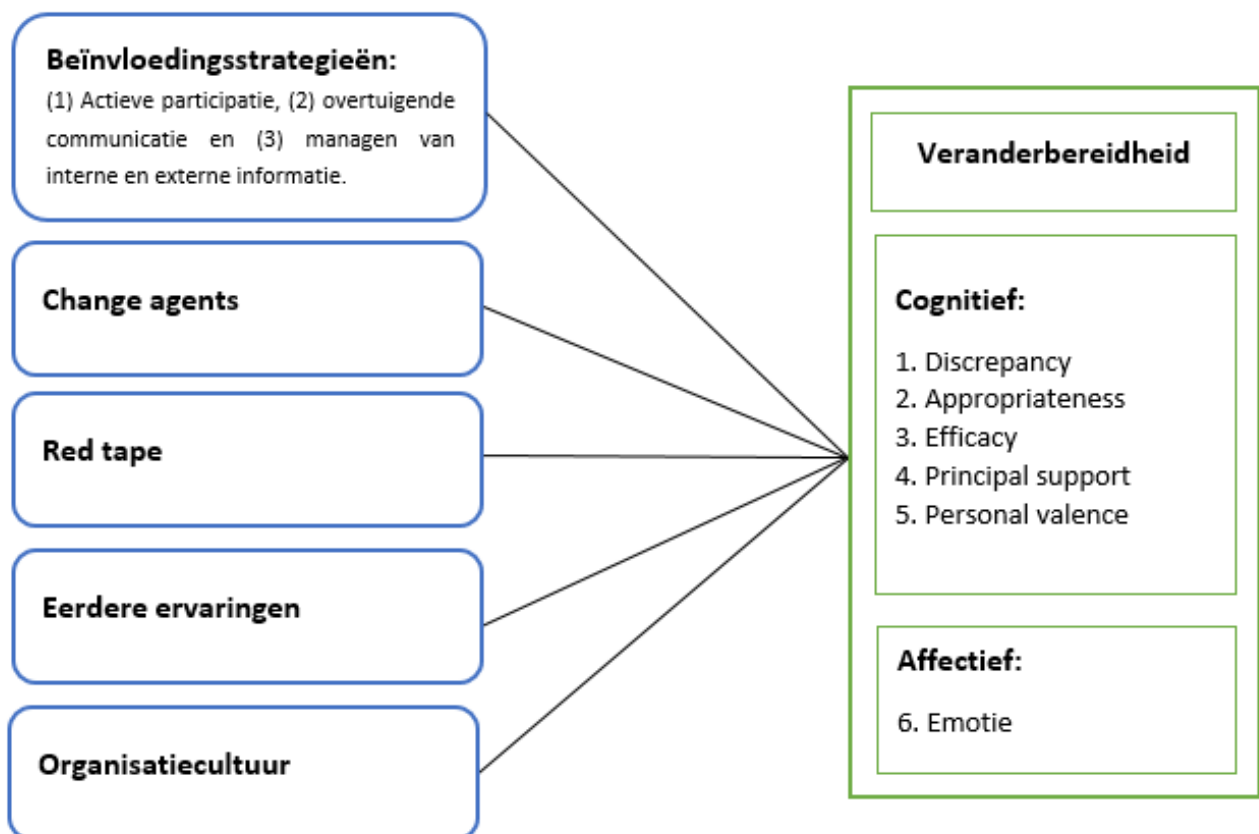 Beïnvloedingsstrategieën:
(1) Actieve participatie, (2) overtuigende
communicatie en (3) managen van
interne en externe informatie.
Change agents
Red tape
Eerdere ervaringen
Organisatiecultuur
Veranderbereidheid
Cognitief:
1. Discrepancy
2. Appropriateness
3. Efficacy
4. Principal support
5. Personal valence
Affectief:
6. Emotie